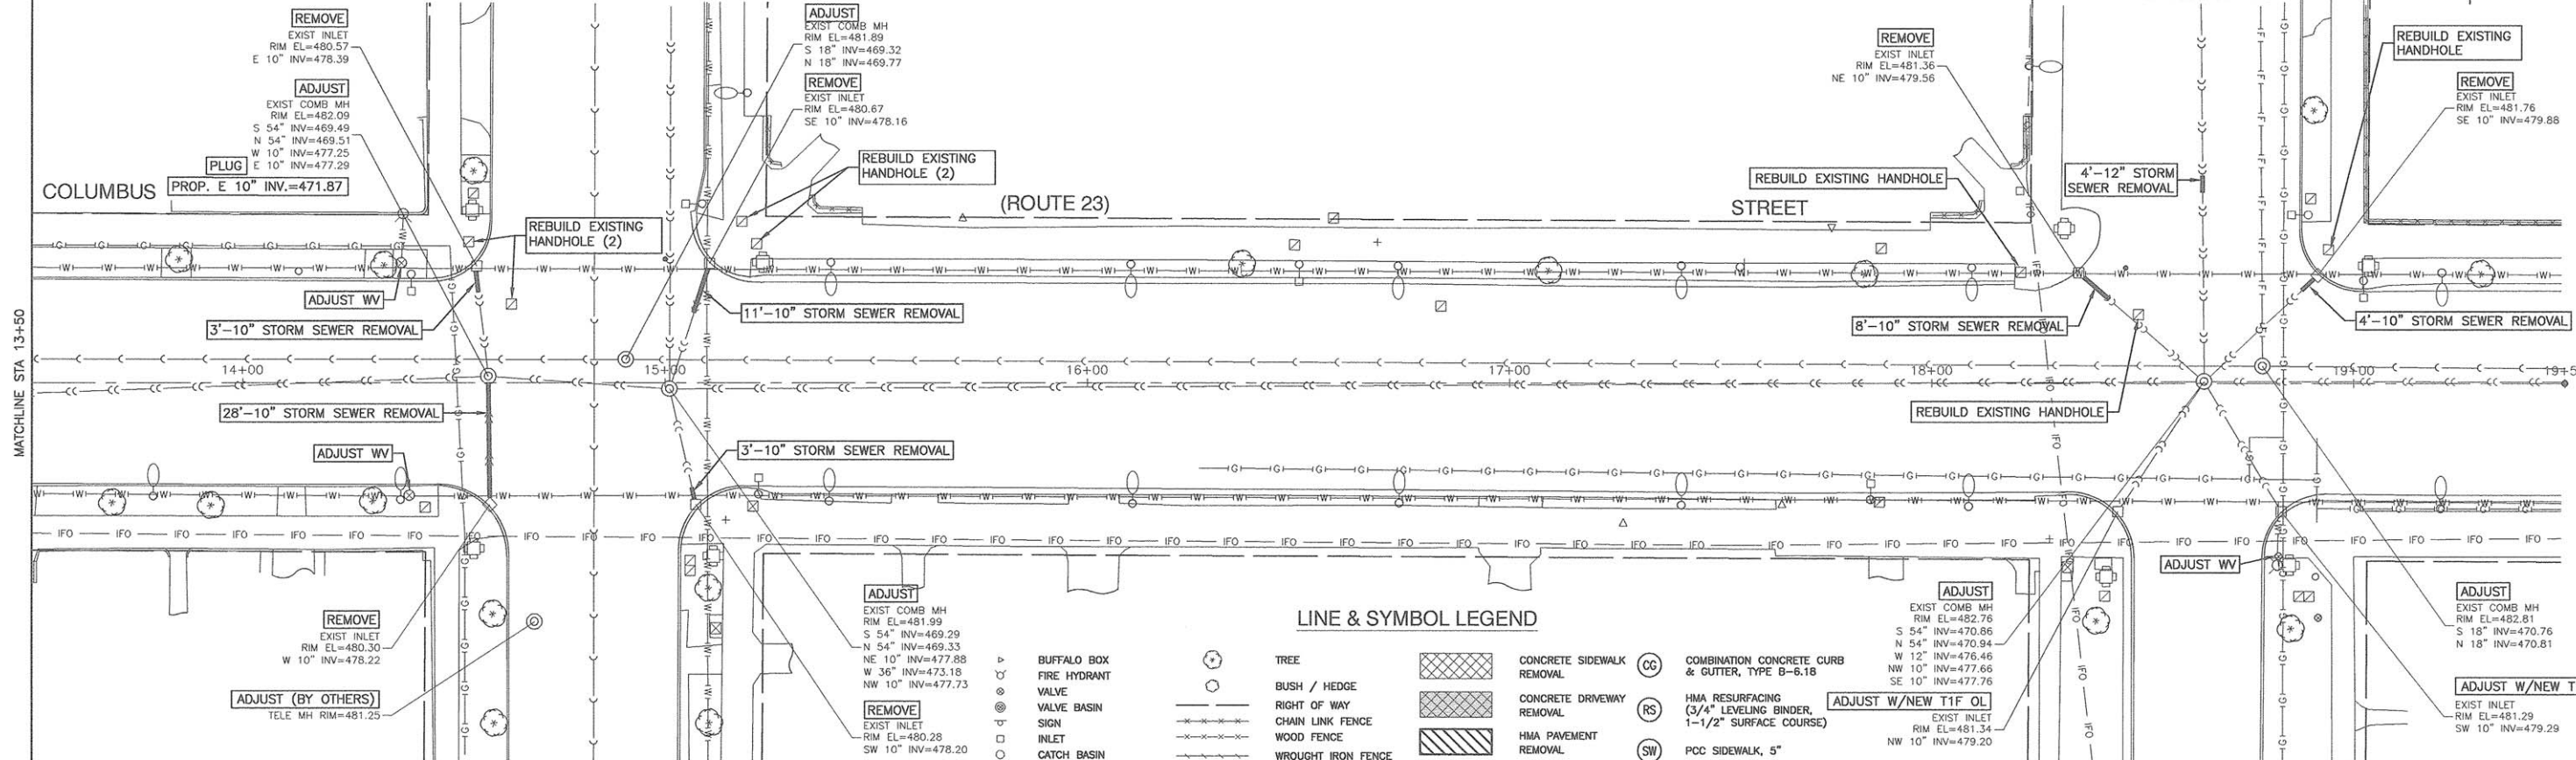 REMOVE
EXIST INLET
RIM EL=480.57
E 10" INV=478.39
ADJUST
EXIST COMB MH
RIM EL=482.09
S 54" INV=469.49
N 54" INV=469.51
W 10" INV=477.25
PLUG E 10" INV=477.29
PROP. E 10" INV.=471.87
COLUMBUS
ADJUST
EXIST COMB MH
RIM EL=481.89
S 18" INV=469.32
N 18" INV=469.77
REMOVE
EXIST INLET
RIM EL=480.67
SE 10" INV=478.16
REBUILD EXISTING
HANDHOLE (2)
REBUILD EXISTING
HANDHOLE (2)
(ROUTE 23)
STREET
REMOVE
EXIST INLET
RIM EL=481.36
NE 10" INV=479.56
REBUILD EXISTING HANDHOLE
4'-12" STORM
SEWER REMOVAL
REBUILD EXISTING
HANDHOLE
REMOVE
EXIST INLET
RIM EL=481.76
SE 10" INV=479.88
ADJUST WV
3'-10" STORM SEWER REMOVAL
11'-10" STORM SEWER REMOVAL
8'-10" STORM SEWER REMOVAL
4'-10" STORM SEWER REMOVAL
MATCHLINE STA 13+50
14+00
15+00
16+00
17+00
18+00
19+00
19+5
28'-10" STORM SEWER REMOVAL
REBUILD EXISTING HANDHOLE
ADJUST WV
3'-10" STORM SEWER REMOVAL
ADJUST WV
REMOVE
EXIST INLET
RIM EL=480.30
W 10" INV=478.22
ADJUST (BY OTHERS)
TELE MH RIM=481.25
ADJUST
EXIST COMB MH
RIM EL=481.99
S 54" INV=469.29
N 54" INV=469.33
NE 10" INV=477.88
W 36" INV=473.18
NW 10" INV=477.73
REMOVE
EXIST INLET
RIM EL=480.28
SW 10" INV=478.20
LINE & SYMBOL LEGEND
BUFFALO BOX
FIRE HYDRANT
VALVE
VALVE BASIN
SIGN
INLET
CATCH BASIN
TREE
BUSH / HEDGE
RIGHT OF WAY
CHAIN LINK FENCE
WOOD FENCE
WROUGHT IRON FENCE
CONCRETE SIDEWALK
REMOVAL
CONCRETE DRIVEWAY
REMOVAL
HMA PAVEMENT
REMOVAL
CG COMBINATION CONCRETE CURB
& GUTTER, TYPE B-6.18
RS HMA RESURFACING
(3/4" LEVELING BINDER,
1-1/2" SURFACE COURSE)
SW PCC SIDEWALK, 5"
ADJUST
EXIST COMB MH
RIM EL=482.76
S 54" INV=470.86
N 54" INV=470.94
W 12" INV=476.46
NW 10" INV=477.66
SE 10" INV=477.76
ADJUST W/NEW T1F OL
EXIST INLET
RIM EL=481.34
NW 10" INV=479.20
ADJUST
EXIST COMB MH
RIM EL=482.81
S 18" INV=470.76
N 18" INV=470.81
ADJUST W/NEW T
EXIST INLET
RIM EL=481.29
SW 10" INV=479.29